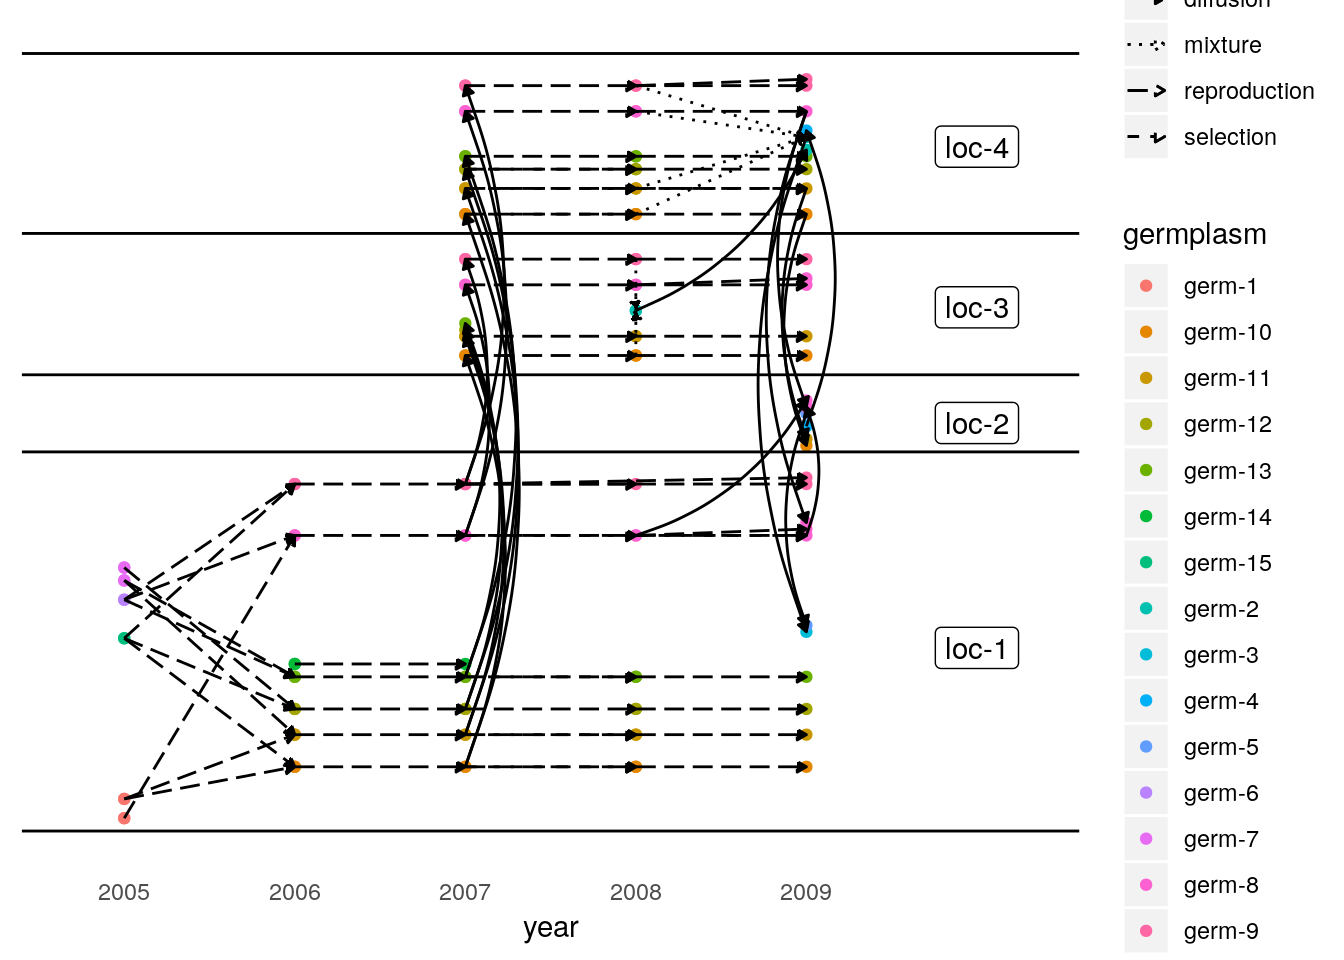 diffusion
mixture
reproduction
selection
loc-4
loc-3
loc-2
loc-1
germplasm
germ-1
germ-10
germ-11
germ-12
germ-13
germ-14
germ-15
germ-2
germ-3
germ-4
germ-5
germ-6
germ-7
germ-8
germ-9
2005 2006 2007 2008 2009
year